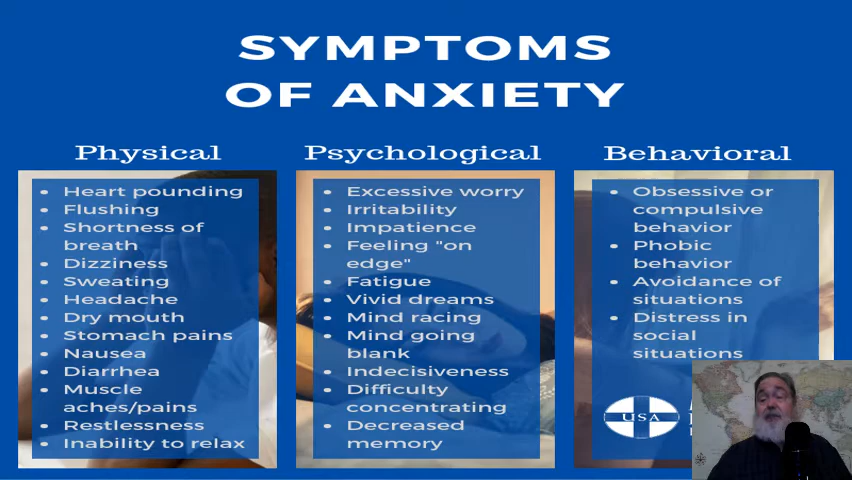 SYMPTOMS
OF ANXIETY
Physical
• Heart pounding
• Flushing
• Shortness of
breath
• Dizziness
• Sweating
• Headache
• Dry mouth
• Stomach pains
• Nausea
• Diarrhea
• Muscle
aches/pains
• Restlessness
• Inability to relax
Psychological
• Excessive worry
• Irritability
• Impatience
• Feeling "on
edge"
• Fatigue
• Vivid dreams
• Mind racing
• Mind going
blank
• Indecisiveness
• Difficulty
concentrating
• Decreased
memory
Behavioral
• Obsessive or
compulsive
behavior
• Phobic
behavior
• Avoidance of
situations
• Distress in
social
situations
USA